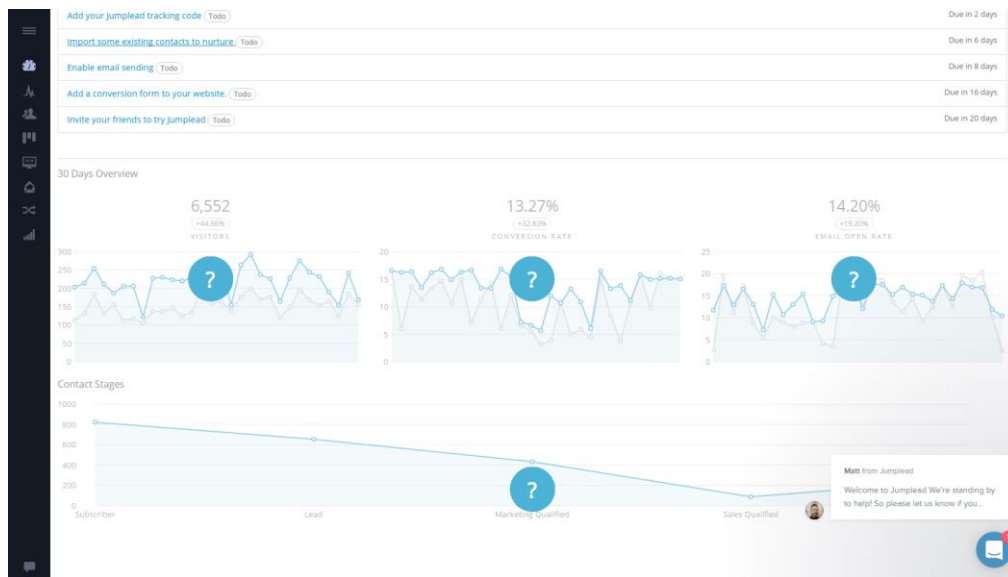 Add your Jumplead tracking code Todo Due in 2 days
Import some existing contacts to nurture Todo Due in 6 days
Enable email sending Todo Due in 8 days
Add a conversion form to your website. Todo Due in 16 days
Invite your friends to try Jumplead Todo Due in 20 days
30 Days Overview
6,552
+44.96%
VISITORS
300
250
200
150
100
50
0
?
13.27%
+32.83%
CONVERSION RATE
20
15
10
5
0
?
14.20%
+19.20%
EMAIL OPEN RATE
25
20
15
10
5
0
?
Contact Stages
1000
800
600
400
200
0
?
Subscriber Lead Marketing Qualified Sales Qualified
Matt from Jumplead
Welcome to Jumplead We're standing by
to help! So please let us know if you...